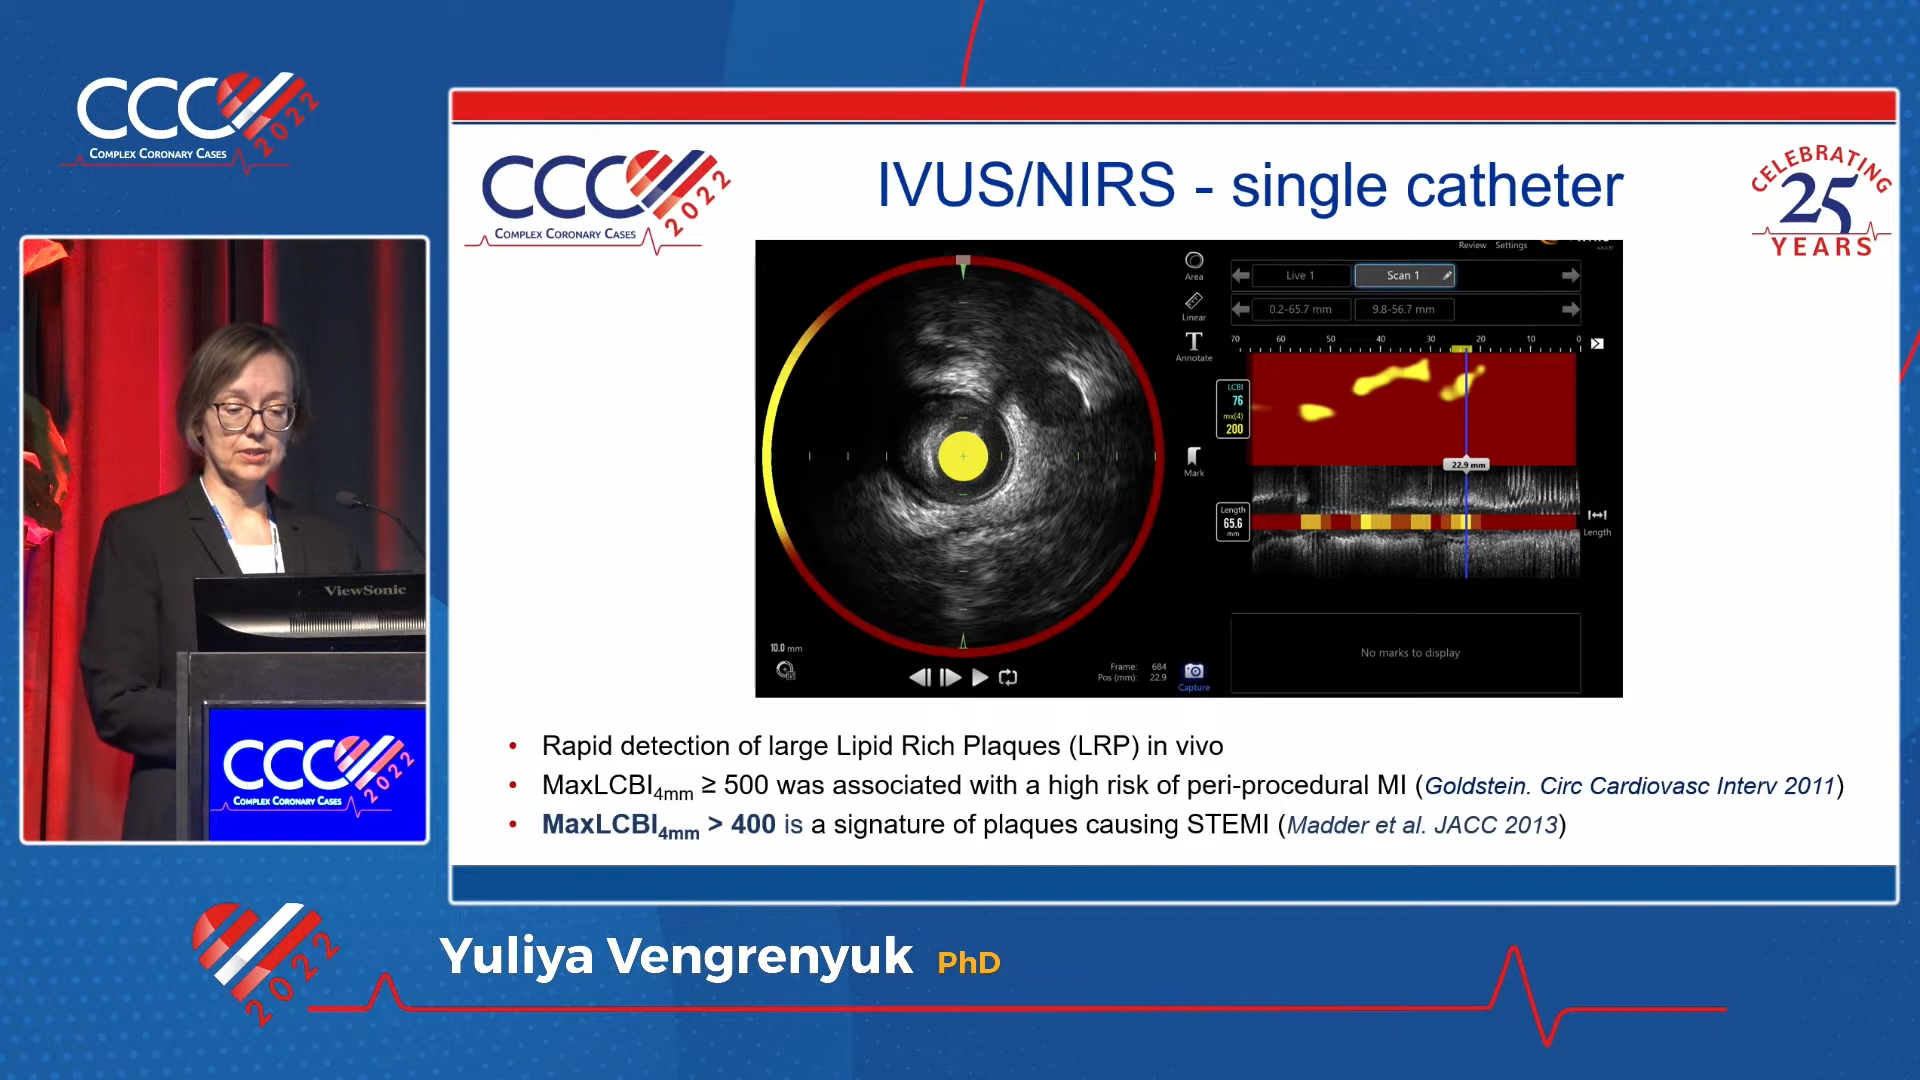 CCC
2022
COMPLEX CORONARY CASES
CCC
2022
COMPLEX CORONARY CASES
IVUS/NIRS - single catheter
CELEBRATING
25
YEARS
Review Settings
Area
Linear
Annotate
Mark
Live 1
Scan 1
0.2-65.7 mm
9.8-56.7 mm
70 60 50 40 30 20 10 0
LCBI
76
mx(4)
200
22.9 mm
Length
65.6
mm
Length
No marks to display
10.0 mm
Frame: 684
Pos (mm): 22.9
Capture
• Rapid detection of large Lipid Rich Plaques (LRP) in vivo
• MaxLCBI4mm ≥ 500 was associated with a high risk of peri-procedural MI (Goldstein. Circ Cardiovasc Interv 2011)
• MaxLCBI4mm > 400 is a signature of plaques causing STEMI (Madder et al. JACC 2013)
ViewSonic
CCC
2022
COMPLEX CORONARY CASES
2022
Yuliya Vengrenyuk PhD